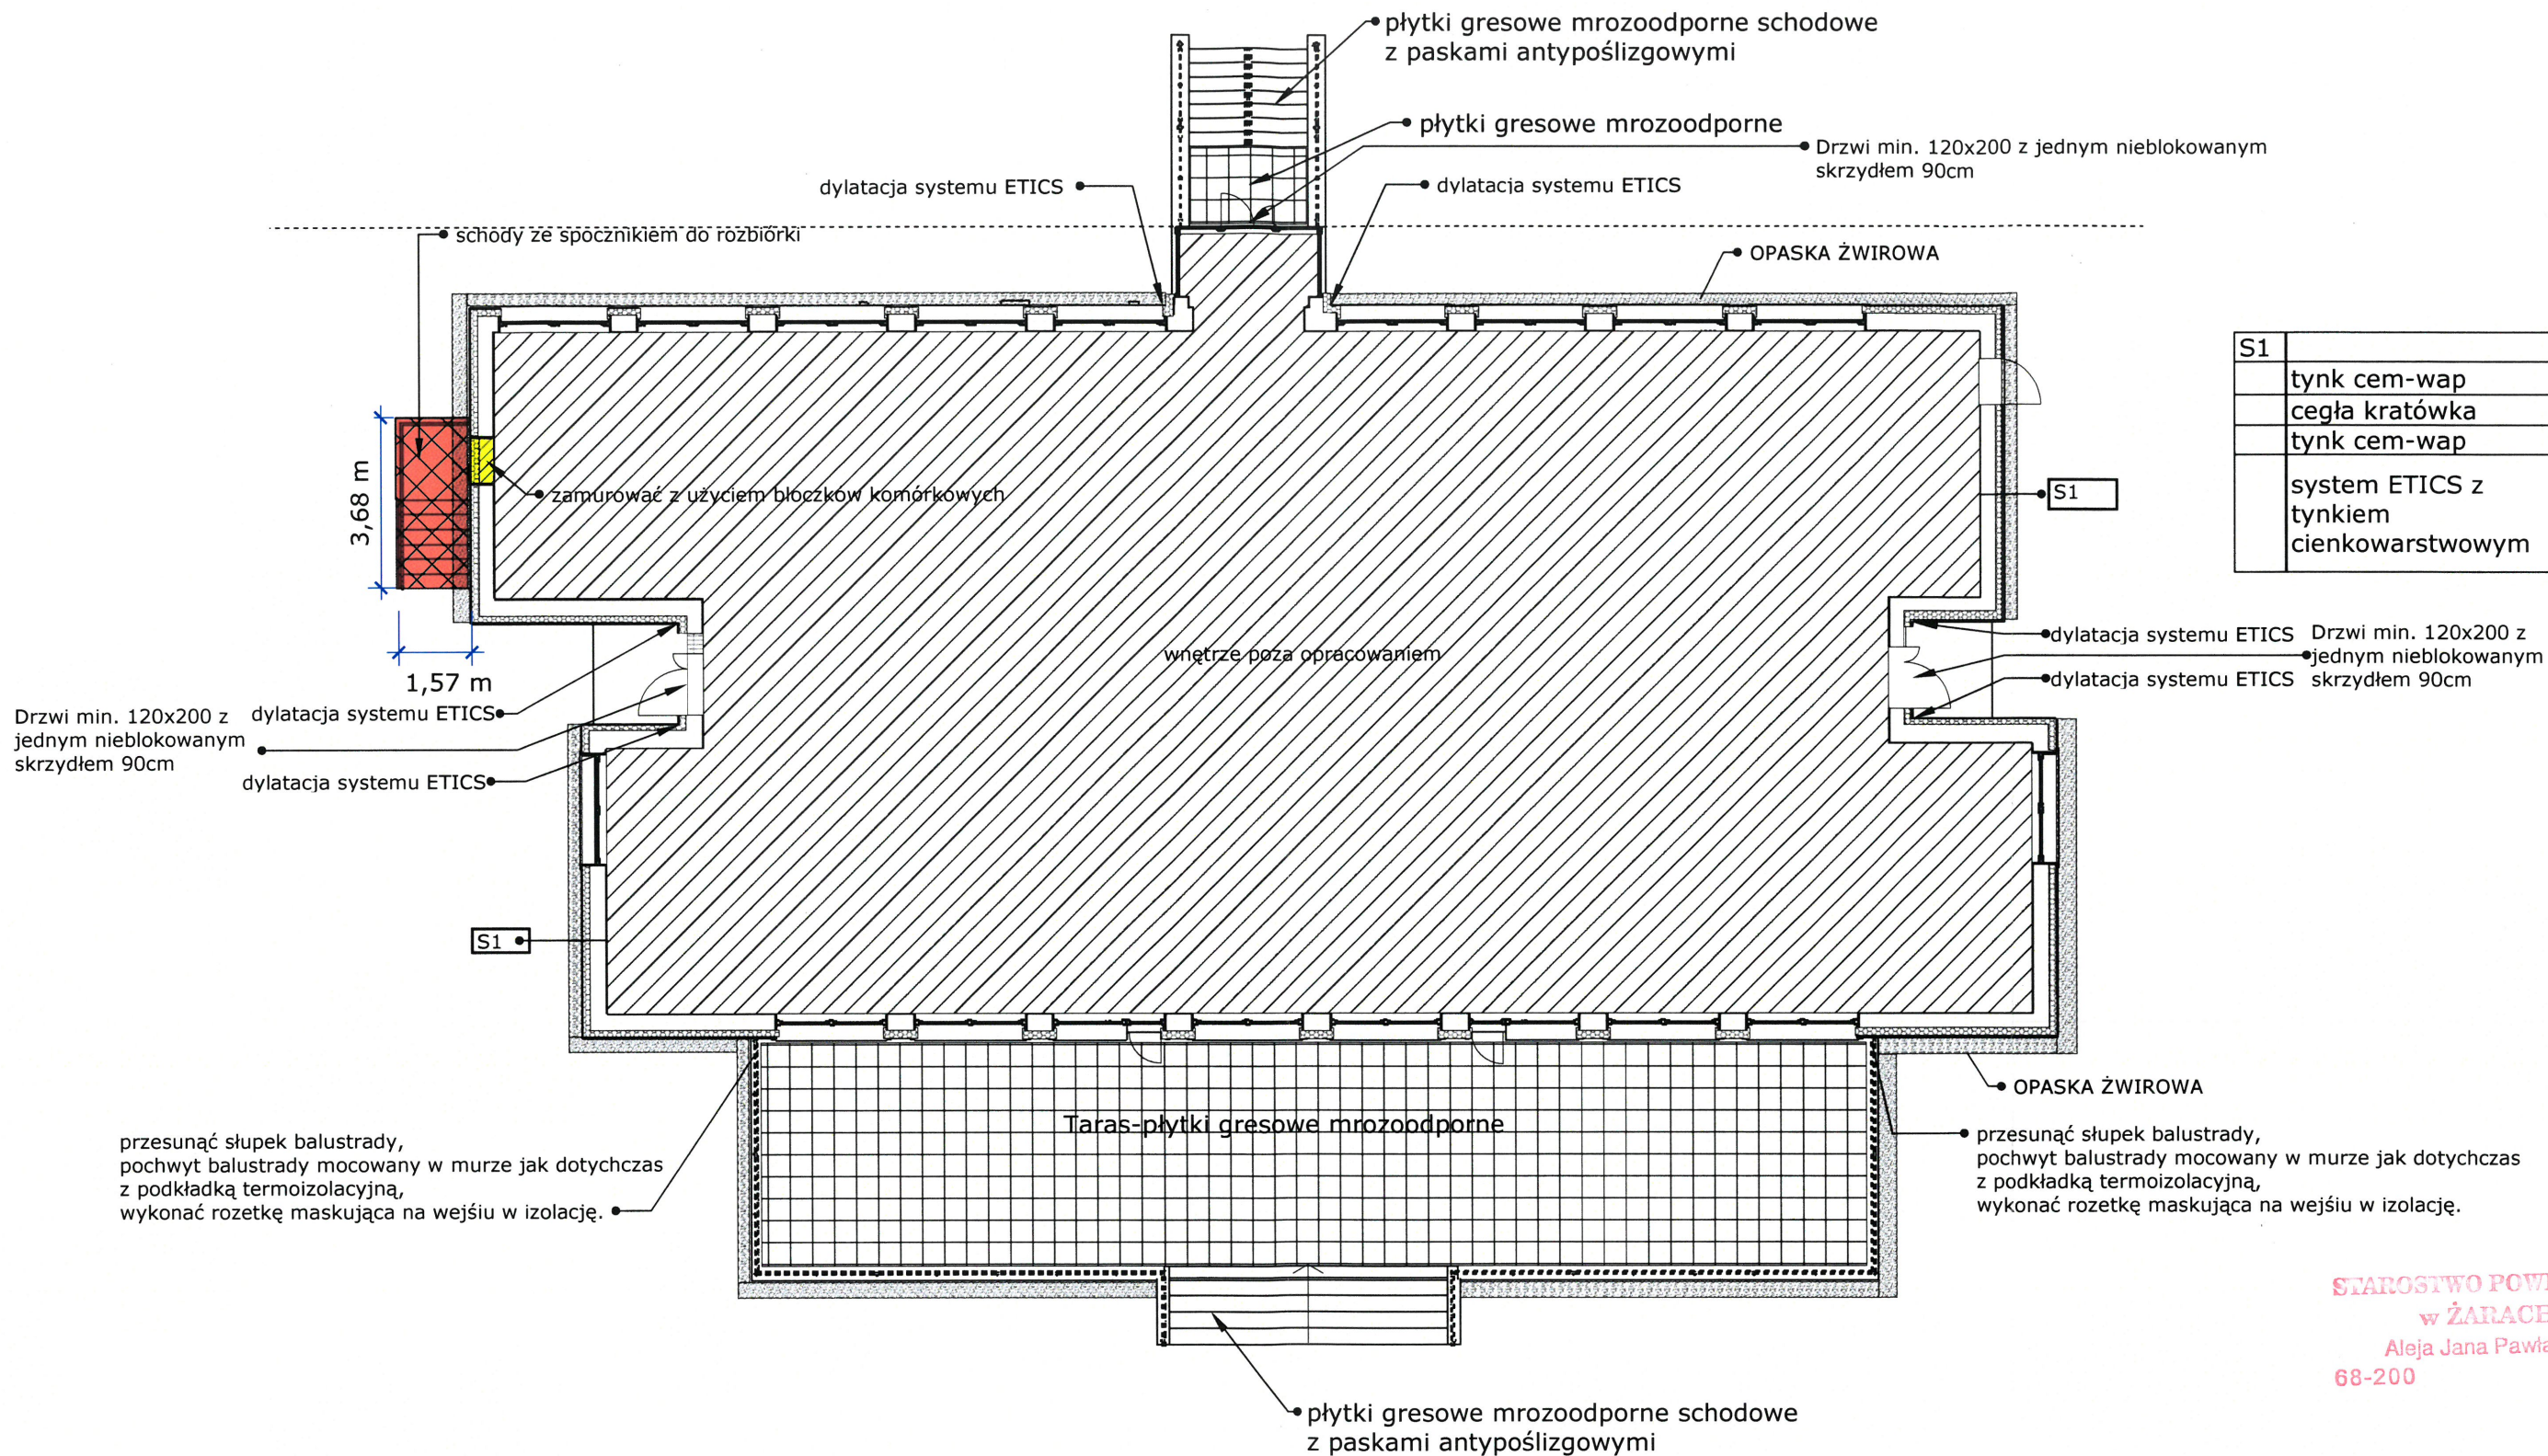 płytki gresowe mrozoodporne schodowe
z paskami antypoślizgowymi
płytki gresowe mrozoodporne
Drzwi min. 120x200 z jednym nieblokowanym
skrzydłem 90cm
dylatacja systemu ETICS
dylatacja systemu ETICS
schody ze spocznikiem do rozbiórki
OPASKA ŻWIROWA
S1
tynk cem-wap
cegła kratówka
tynk cem-wap
system ETICS z
tynkiem
cienkowarstwowym
3,68 m
zamurować z użyciem bloczków komórkowych
S1
1,57 m
wnętrze poza opracowaniem
dylatacja systemu ETICS
dylatacja systemu ETICS
Drzwi min. 120x200 z
jednym nieblokowanym
skrzydłem 90cm
Drzwi min. 120x200 z
jednym nieblokowanym
skrzydłem 90cm
dylatacja systemu ETICS
dylatacja systemu ETICS
S1
OPASKA ŻWIROWA
Taras-płytki gresowe mrozoodporne
przesunąć słupek balustrady,
pochwyt balustrady mocowany w murze jak dotychczas
z podkładką termoizolacyjną,
wykonać rozetkę maskująca na wejśiu w izolację.
przesunąć słupek balustrady,
pochwyt balustrady mocowany w murze jak dotychczas
z podkładką termoizolacyjną,
wykonać rozetkę maskująca na wejśiu w izolację.
STAROSTWO
w
Aleja Jana
68-200
płytki gresowe mrozoodporne schodowe
z paskami antypoślizgowymi